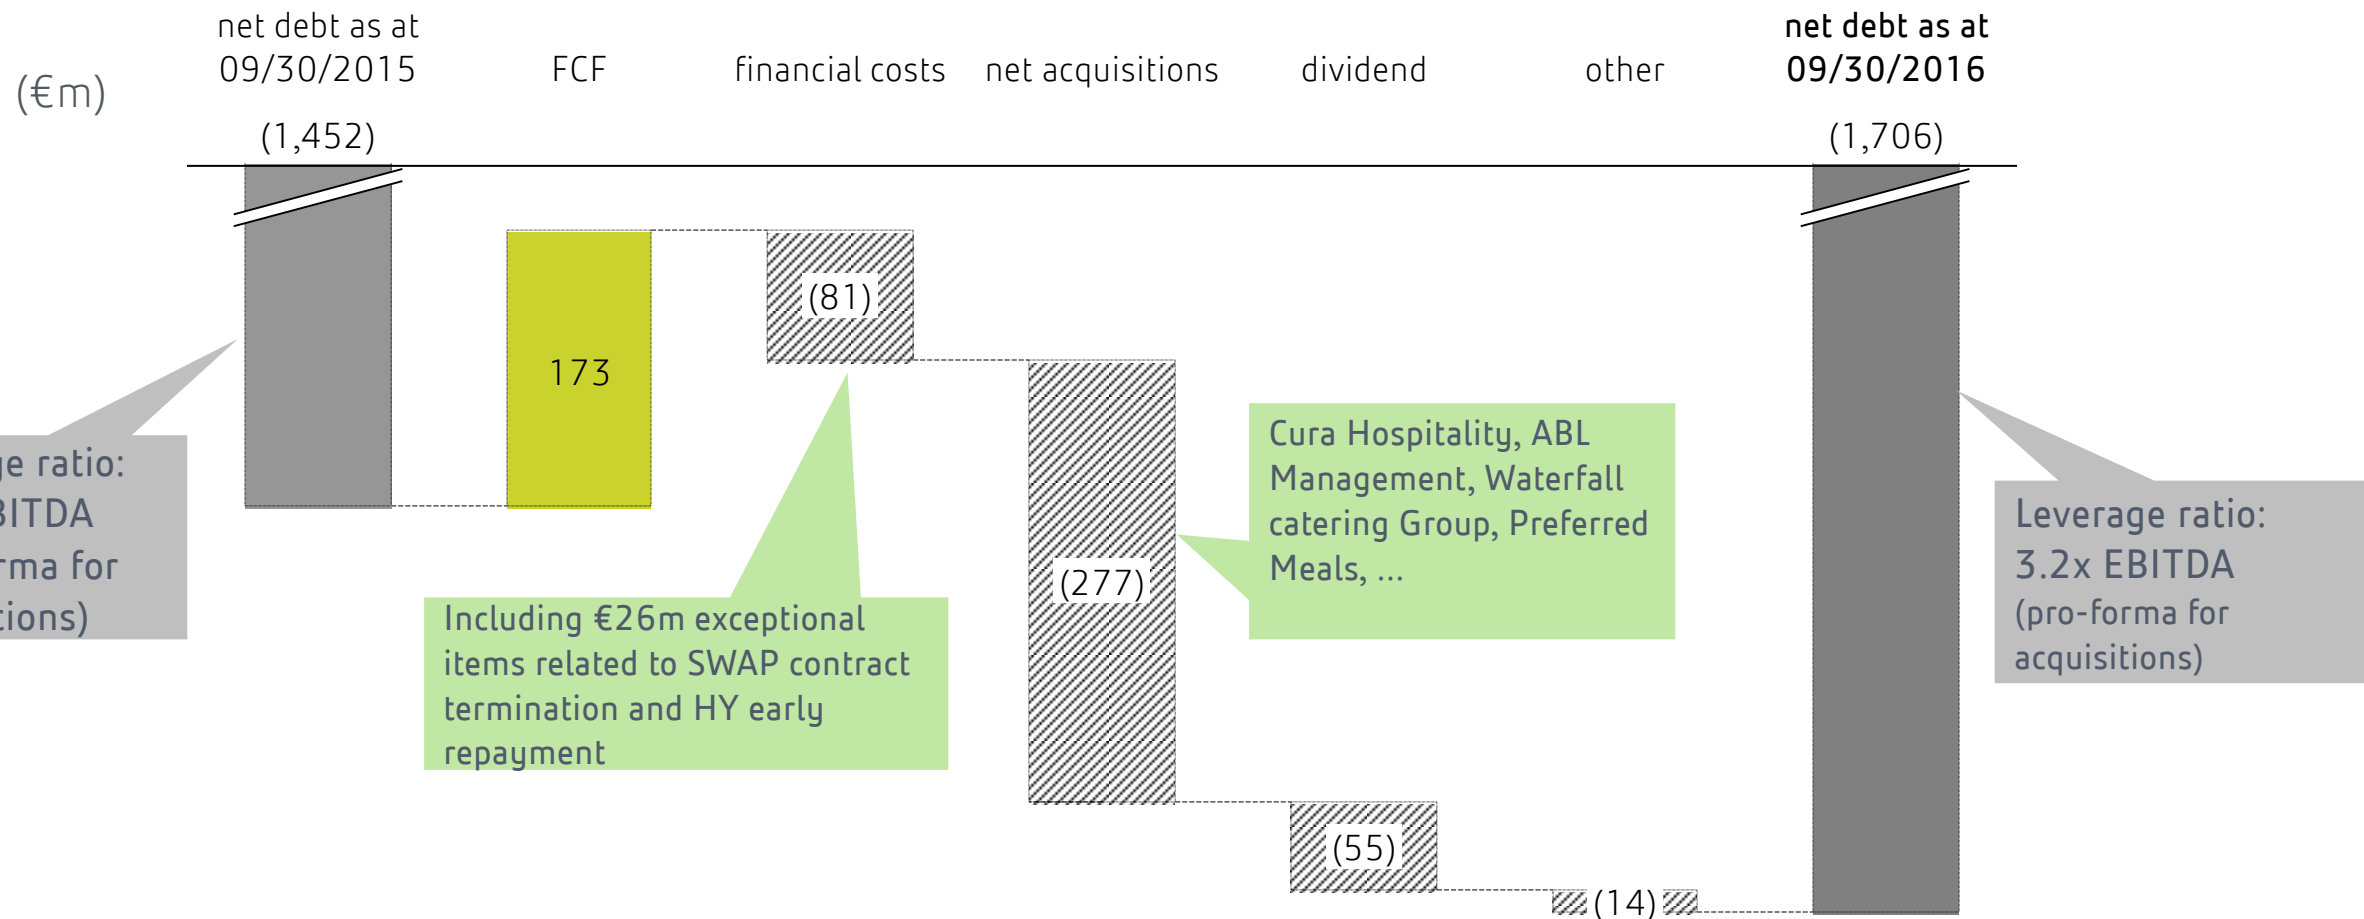 net debt as at
09/30/2015
FCF
financial costs
net acquisitions
dividend
other
net debt as at
09/30/2016
(€m)
(1,452)
(1,706)
173
(81)
(277)
(55)
(14)
ratio:
for
Including €26m exceptional
items related to SWAP contract
termination and HY early
repayment
Cura Hospitality, ABL
Management, Waterfall
catering Group, Preferred
Meals, ...
Leverage ratio:
3.2x EBITDA
(pro-forma for
acquisitions)